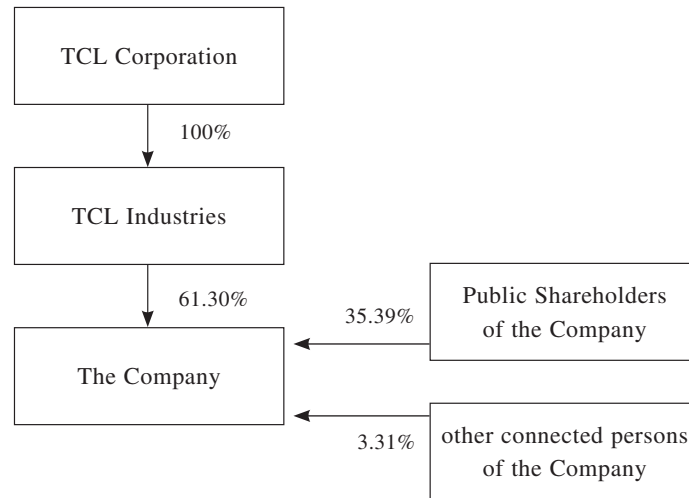 TCL Corporation
100%
TCL Industries
61.30%
Public Shareholders
of the Company
35.39%
The Company
3.31%
other connected persons
of the Company